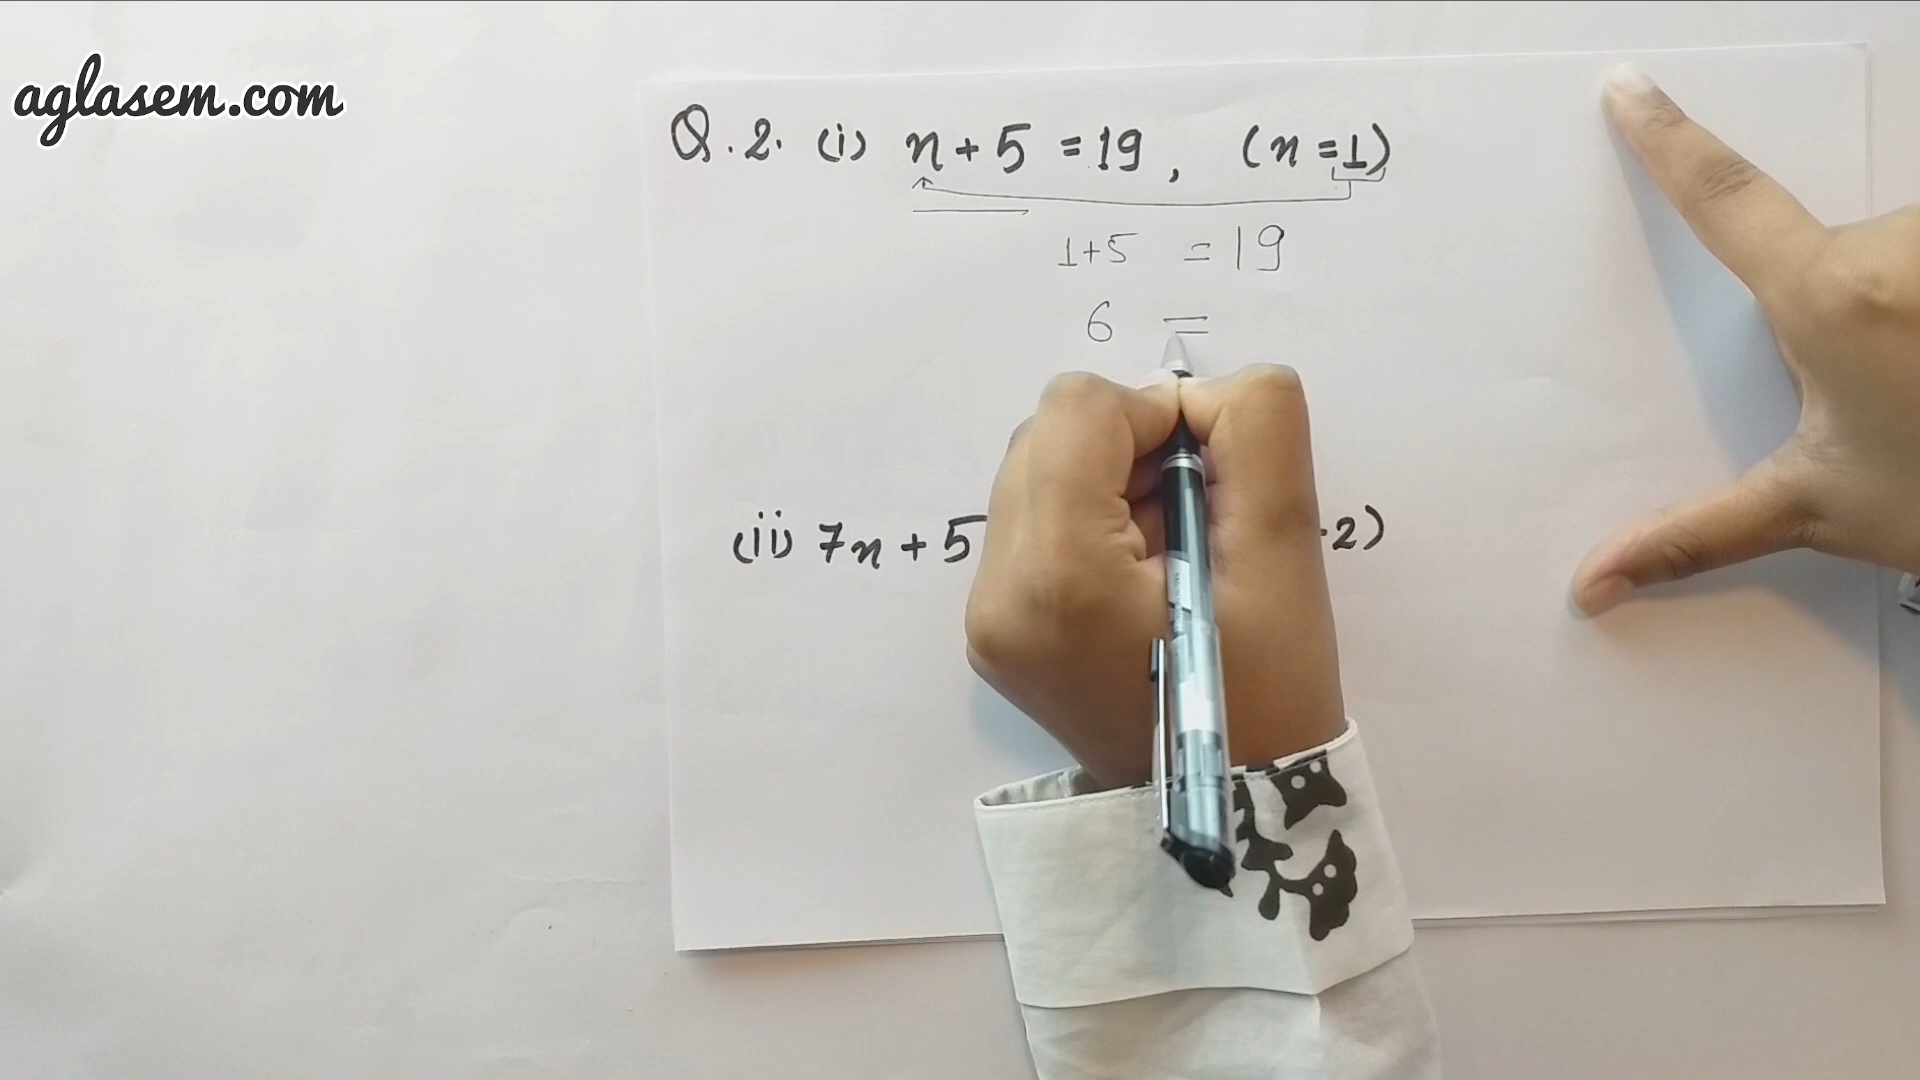 aglasem.com
Q.2. (i) n + 5 = 19, (n = 1)
1+5 = 19
6 =
(ii) 7n + 5 2)